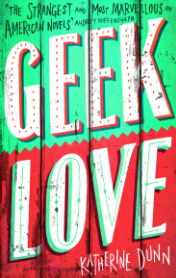 "THE STRANGEST AND MOST MARVELLOUS OF
AMERICAN NOVELS" AUDREY NIFFENEGGER
GEEK
LOVE
KATHERINE DUNN